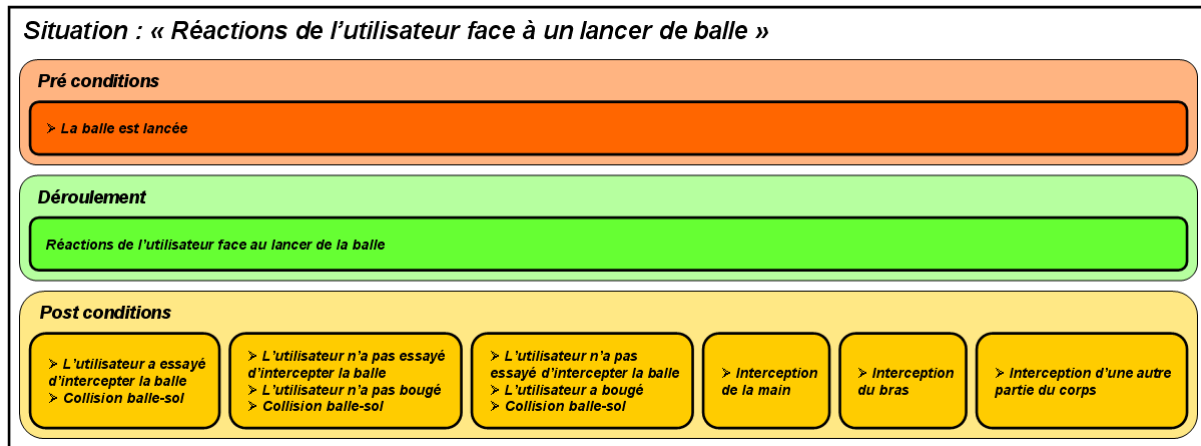 Situation : « Réactions de l'utilisateur face à un lancer de balle »
Pré conditions
➢ La balle est lancée
Déroulement
Réactions de l'utilisateur face au lancer de la balle
Post conditions
➢ L'utilisateur a essayé
d'intercepter la balle
➢ Collision balle-sol
➢ L'utilisateur n'a pas essayé
d'intercepter la balle
➢ L'utilisateur n'a pas bougé
➢ Collision balle-sol
➢ L'utilisateur n'a pas
essayé d'intercepter la balle
➢ L'utilisateur a bougé
➢ Collision balle-sol
➢ Interception
de la main
➢ Interception
du bras
➢ Interception d'une autre
partie du corps